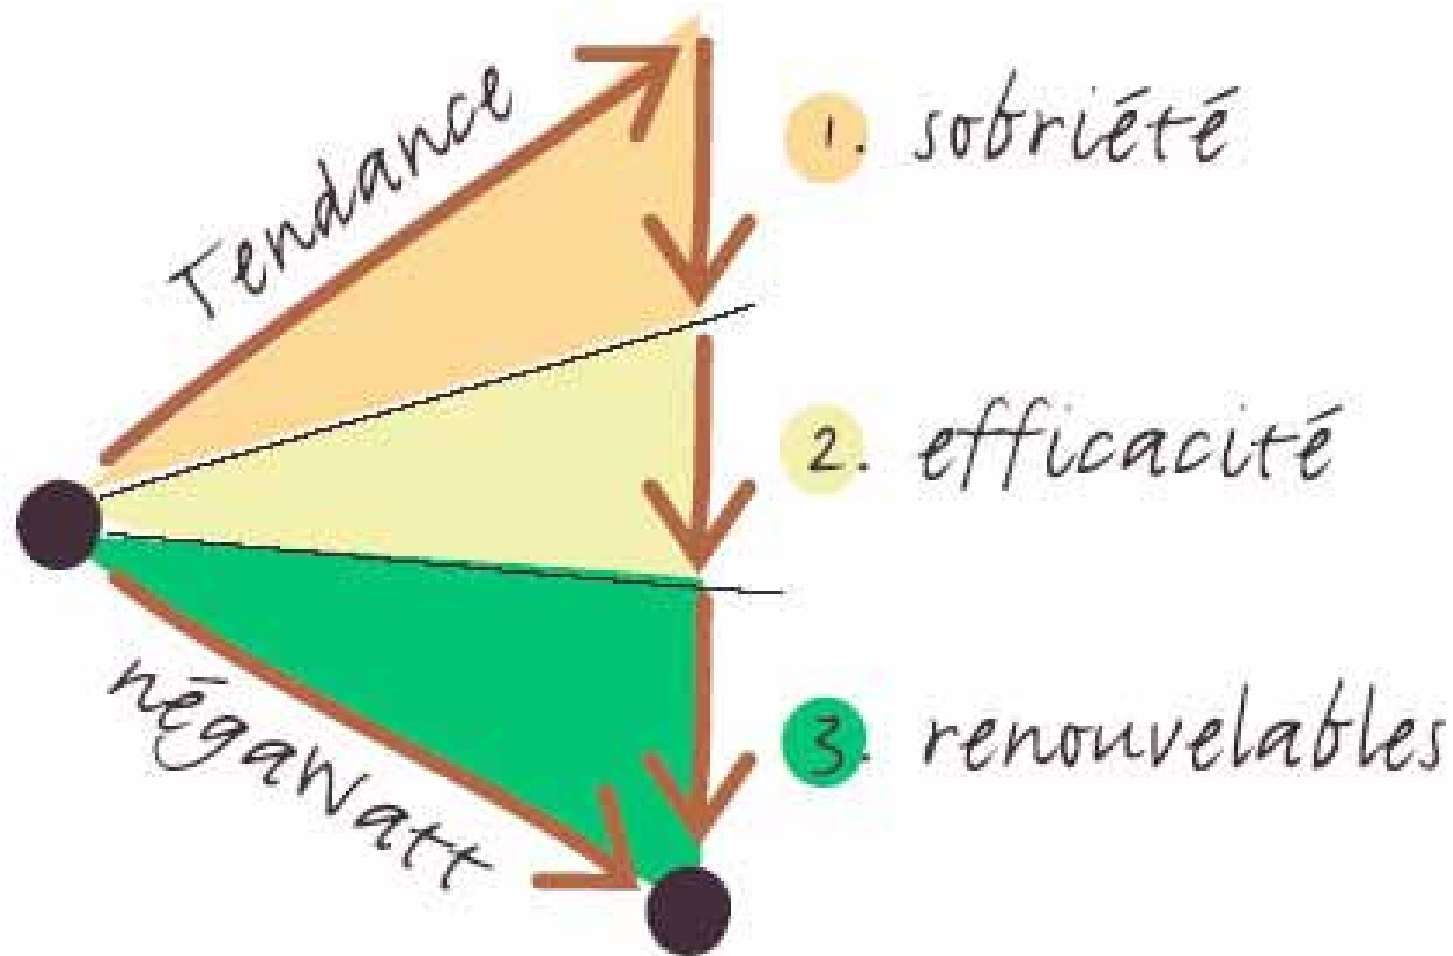 Tendance
1. sobriété
2. efficacité
3. renouvelables
négaWatt